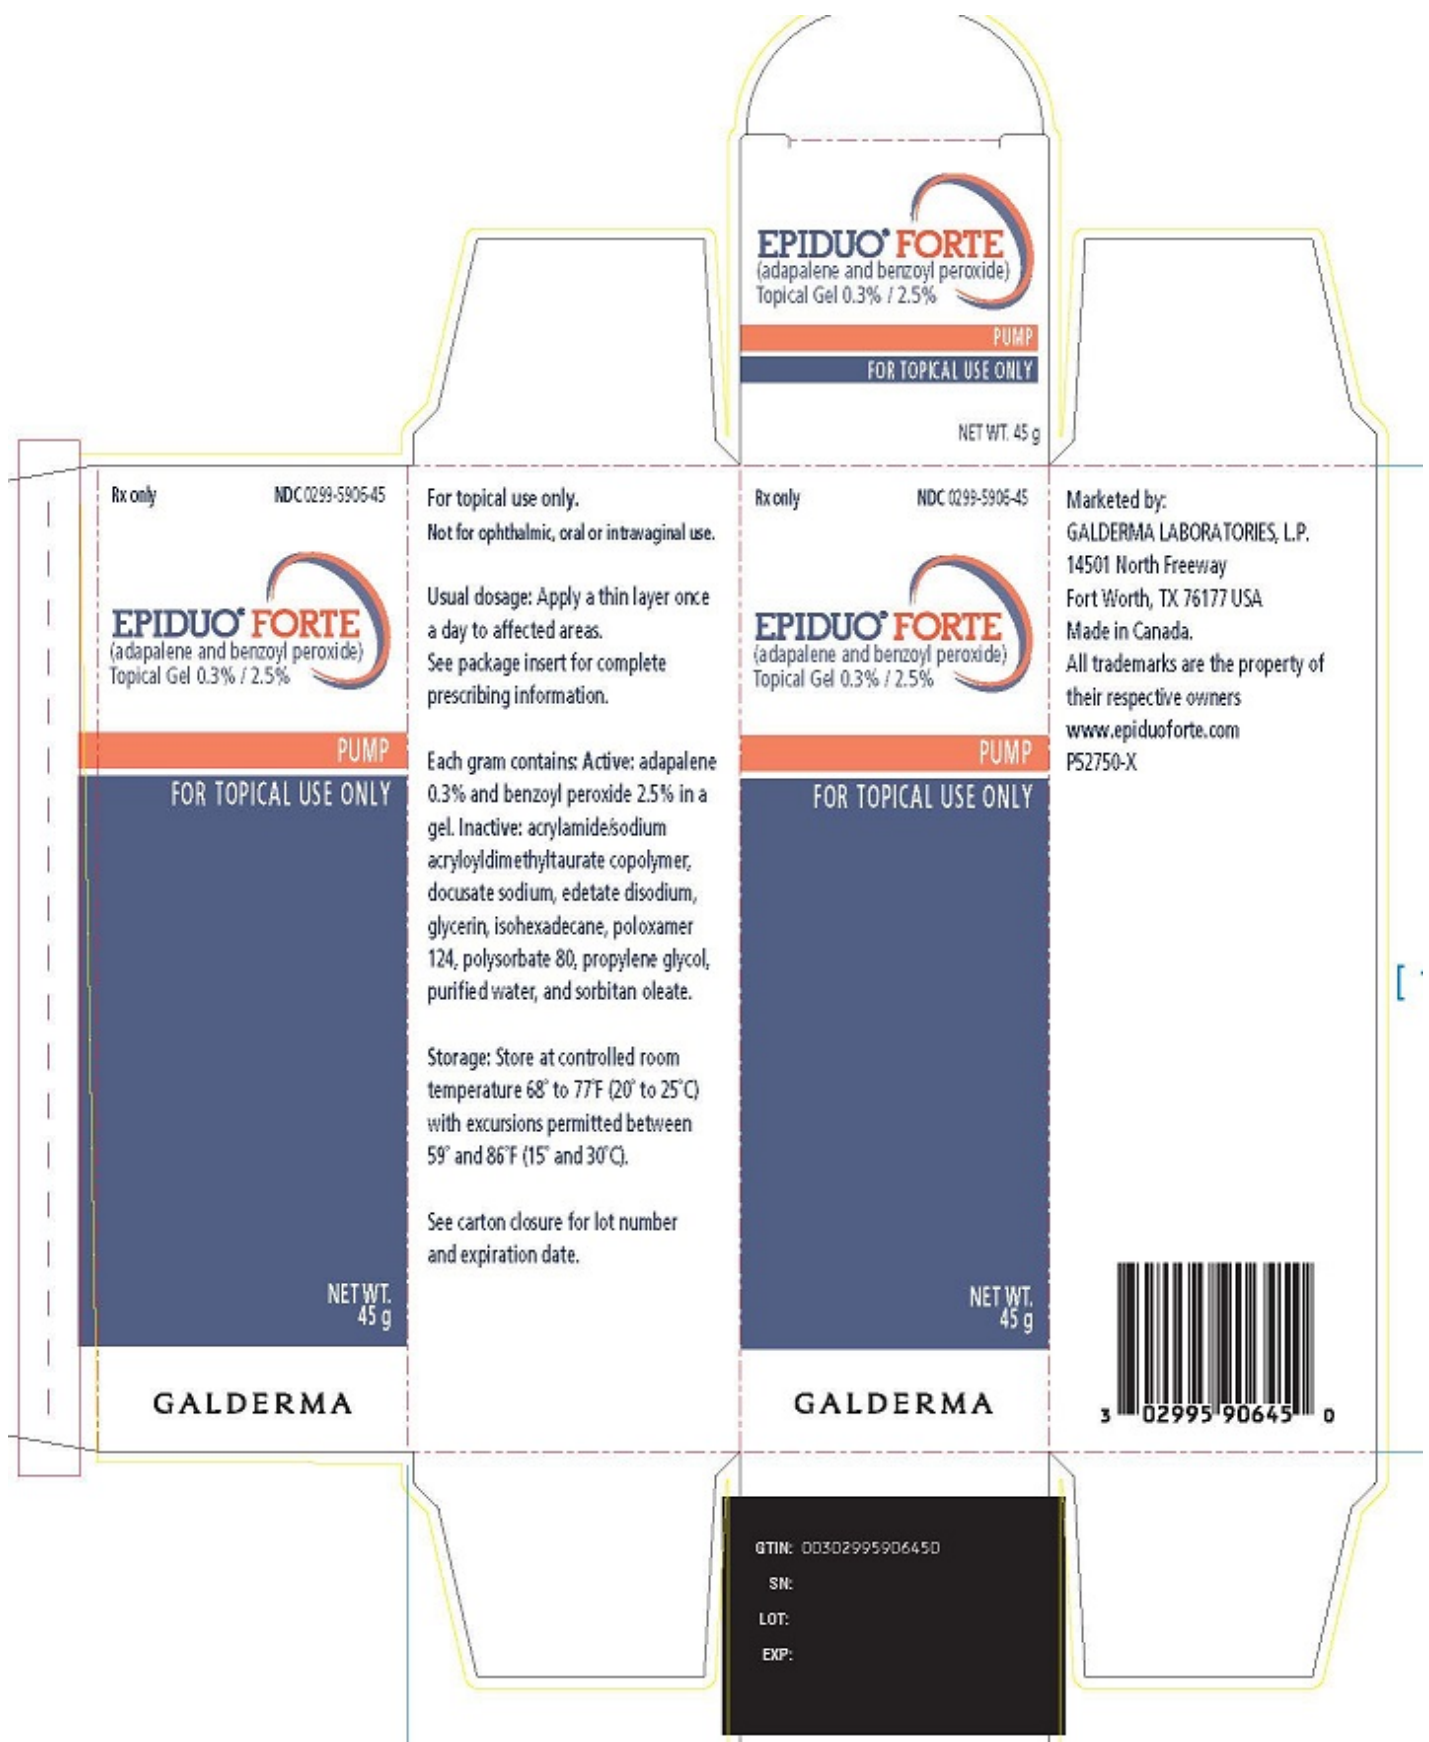 EPIDUO® FORTE
(adapalene and benzoyl peroxide)
Topical Gel 0.3% / 2.5%
PUMP
FOR TOPICAL USE ONLY
NET WT. 45 g
Rx only
NDC 0299-5906-45
EPIDUO® FORTE
(adapalene and benzoyl peroxide)
Topical Gel 0.3% / 2.5%
PUMP
FOR TOPICAL USE ONLY
NET WT.
45 g
GALDERMA
For topical use only.
Not for ophthalmic, oral or intravaginal use.
Usual dosage: Apply a thin layer once
a day to affected areas.
See package insert for complete
prescribing information.
Each gram contains: Active: adapalene
0.3% and benzoyl peroxide 2.5% in a
gel. Inactive: acrylamide/sodium
acryloyldimethyltaurate copolymer,
docusate sodium, edetate disodium,
glycerin, isohexadecane, poloxamer
124, polysorbate 80, propylene glycol,
purified water, and sorbitan oleate.
Storage: Store at controlled room
temperature 68° to 77°F (20° to 25°C)
with excursions permitted between
59° and 86°F (15° and 30°C).
See carton closure for lot number
and expiration date.
Rx only
NDC 0299-5906-45
EPIDUO® FORTE
(adapalene and benzoyl peroxide)
Topical Gel 0.3% / 2.5%
PUMP
FOR TOPICAL USE ONLY
NET WT.
45 g
GALDERMA
Marketed by:
GALDERMA LABORATORIES, L.P.
14501 North Freeway
Fort Worth, TX 76177 USA
Made in Canada.
All trademarks are the property of
their respective owners
www.epiduoforte.com
P52750-X
3 02995 90645 0
GTIN: 00302995906450
SN:
LOT:
EXP: